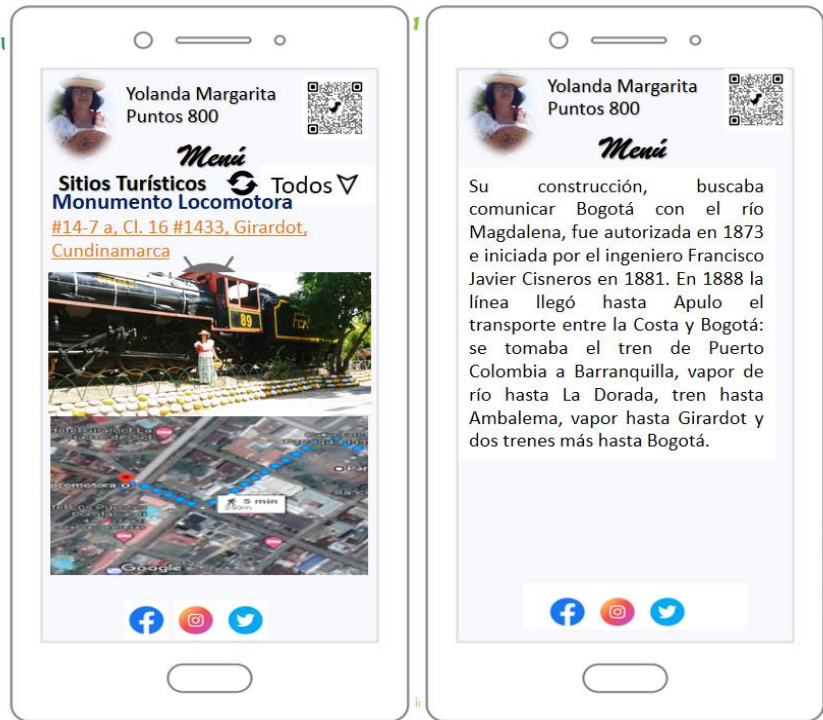 Yolanda Margarita
Puntos 800
Menú
Sitios Turísticos
Todos
Monumento Locomotora
#14-7 a, Cl. 16 #1433, Girardot,
Cundinamarca
89
5 min
Google
Yolanda Margarita
Puntos 800
Menú
Su construcción, buscaba
comunicar Bogotá con el río
Magdalena, fue autorizada en 1873
e iniciada por el ingeniero Francisco
Javier Cisneros en 1881. En 1888 la
línea llegó hasta Apulo el
transporte entre la Costa y Bogotá:
se tomaba el tren de Puerto
Colombia a Barranquilla, vapor de
río hasta La Dorada, tren hasta
Ambalema, vapor hasta Girardot y
dos trenes más hasta Bogotá.